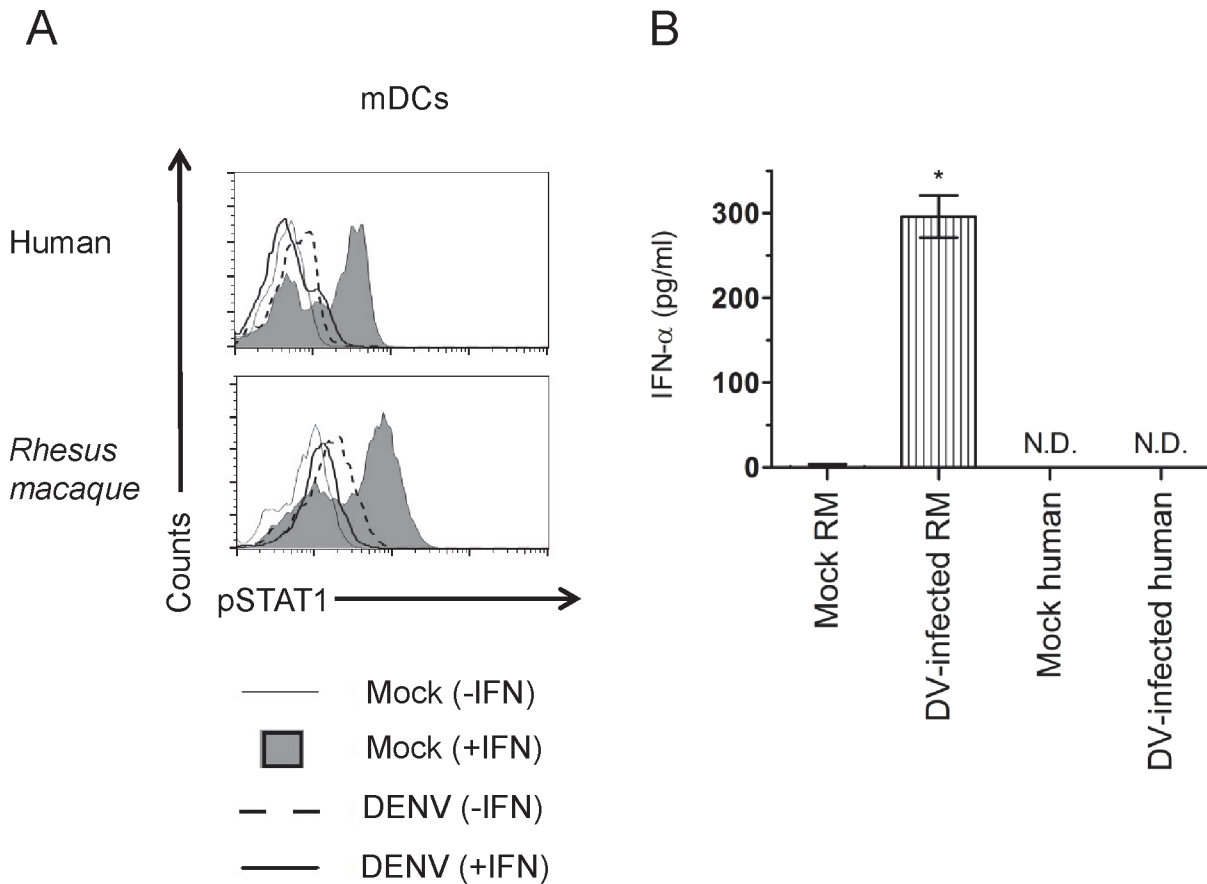 A
mDCs
Human
Rhesus
macaque
Counts
pSTAT1
Mock (-IFN)
Mock (+IFN)
DENV (-IFN)
DENV (+IFN)
B
IFN-α (pg/ml)
300
200
100
0
*
N.D.
N.D.
Mock RM
DV-infected RM
Mock human
DV-infected human